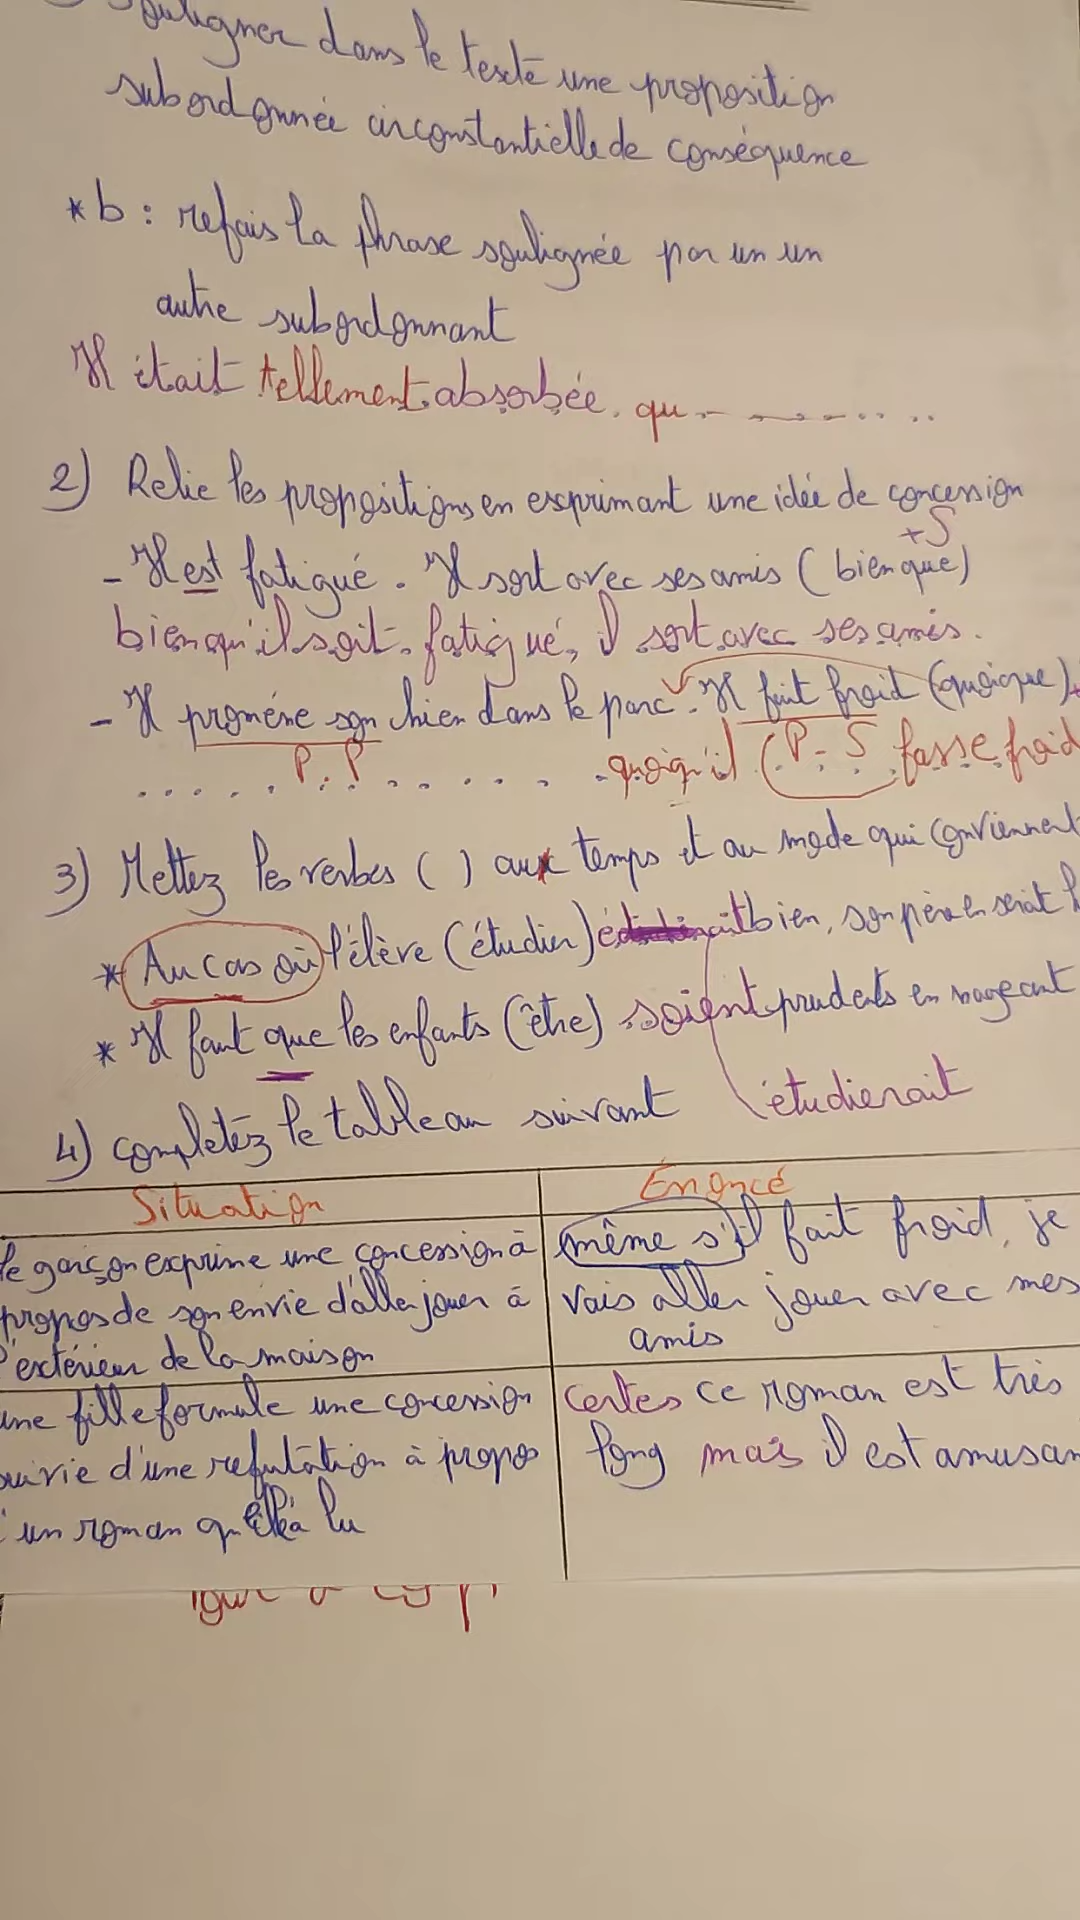 Souligner dans le texte une proposition
subordonnée circonstantielle de conséquence
* b : refais la phrase soulignée par un un
autre subordonnant
Il était tellement absorbée qu
2) Relie les propositions en exprimant une idée de concession
+ S
- Il est fatigué . Il sort avec ses amis (bien que)
bien qu'il soit fatigué, il sort avec ses amis.
- Il promène son chien dans le parc . Il fait froid (quoique) +
P . P quoiqu'il (P - S fasse froid
3) Mettez les verbes ( ) aux temps et au mode qui conviennent
* Au cas où l'élève (étudier) bien, son père en serait
* Il faut que les enfants (être) soient prudents en nageant
étudierait
4) completez le tableau suivant
Situation
Énoncé
le garçon exprime une concession à
propos de son envie d'aller jouer à
l'extérieur de la maison
même s'il fait froid, je
vais aller jouer avec mes
amis
une fille formule une concession
suivie d'une refutation à propos
un roman qu'elle a lu
Certes ce roman est très
long mais il est amusan